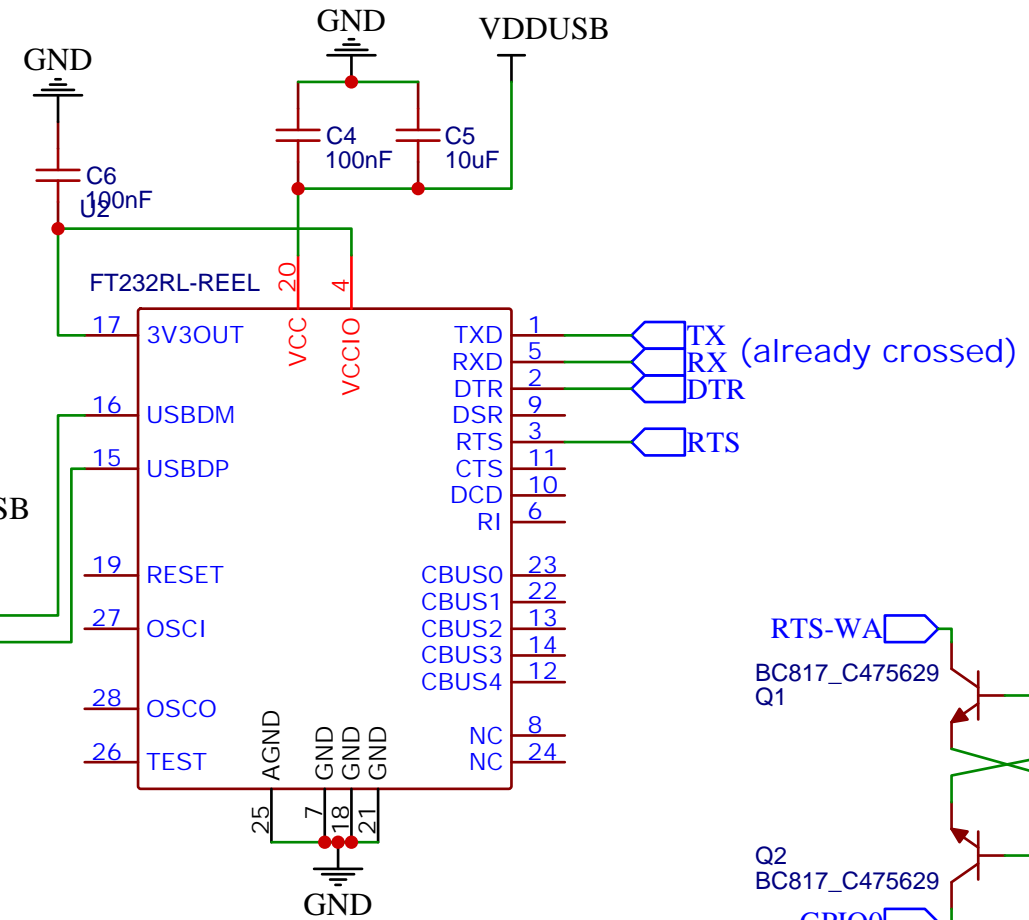 GND
GND
VDDUSB
C4
100nF
C5
10uF
C6
100nF
U2
FT232RL-REEL
20
4
VCC
VCCIO
17
3V3OUT
16
USBDM
15
USBDP
19
RESET
27
OSCI
28
OSCO
26
TEST
TXD
1
TX
RXD
5
RX
(already crossed)
DTR
2
DTR
DSR
9
RTS
3
RTS
CTS
11
DCD
10
RI
6
CBUS0
23
CBUS1
22
CBUS2
13
CBUS3
14
CBUS4
12
NC
8
NC
24
AGND
GND
GND
GND
25
7
18
21
GND
SB
RTS-WA
BC817_C475629
Q1
Q2
BC817_C475629
GPIO0